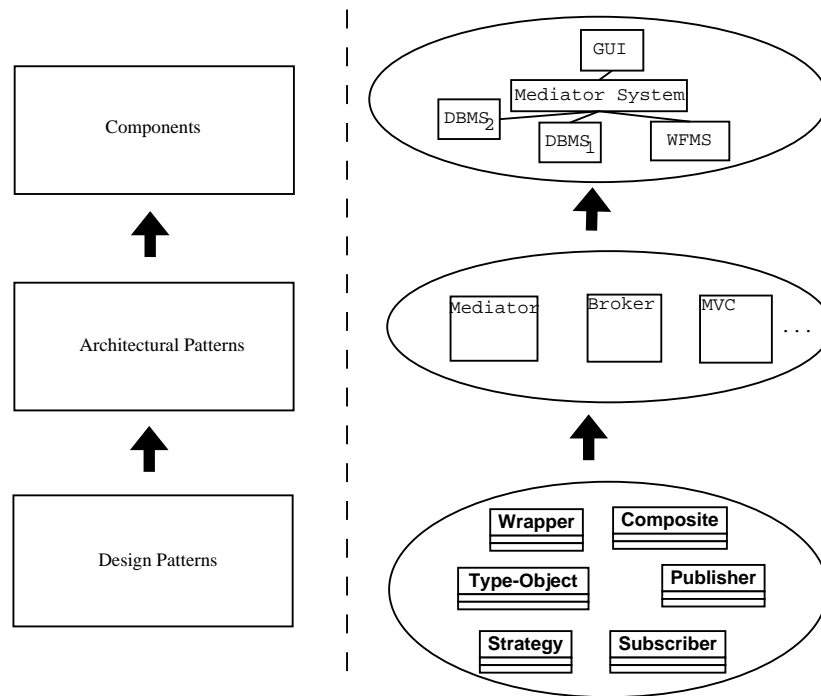 Components
GUI
Mediator System
DBMS2
DBMS1
WFMS
Architectural Patterns
Mediator
Broker
MVC
...
Design Patterns
Wrapper
Composite
Type-Object
Publisher
Strategy
Subscriber